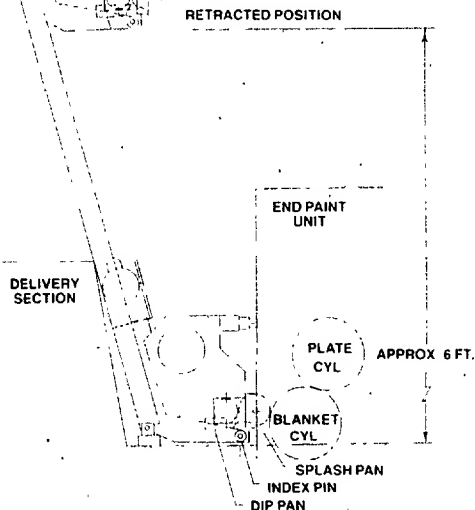 RETRACTED POSITION
END PAINT
UNIT
DELIVERY
SECTION
PLATE
CYL
APPROX 6 FT.
BLANKET
CYL
SPLASH PAN
INDEX PIN
DIP PAN